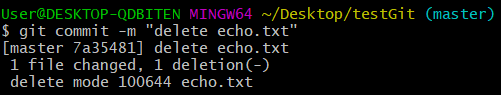 User@DESKTOP-QDBITEN MINGW64 ~/Desktop/testGit (master)
$ git commit -m "delete echo.txt"
[master 7a35481] delete echo.txt
 1 file changed, 1 deletion(-)
 delete mode 100644 echo.txt